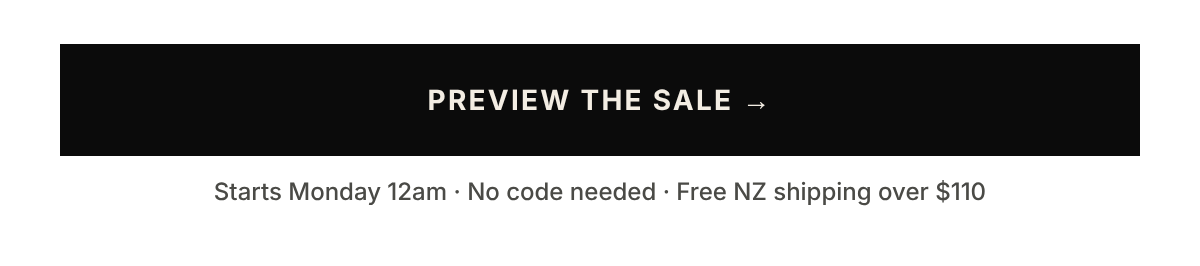 PREVIEW THE SALE →
Starts Monday 12am · No code needed · Free NZ shipping over $110